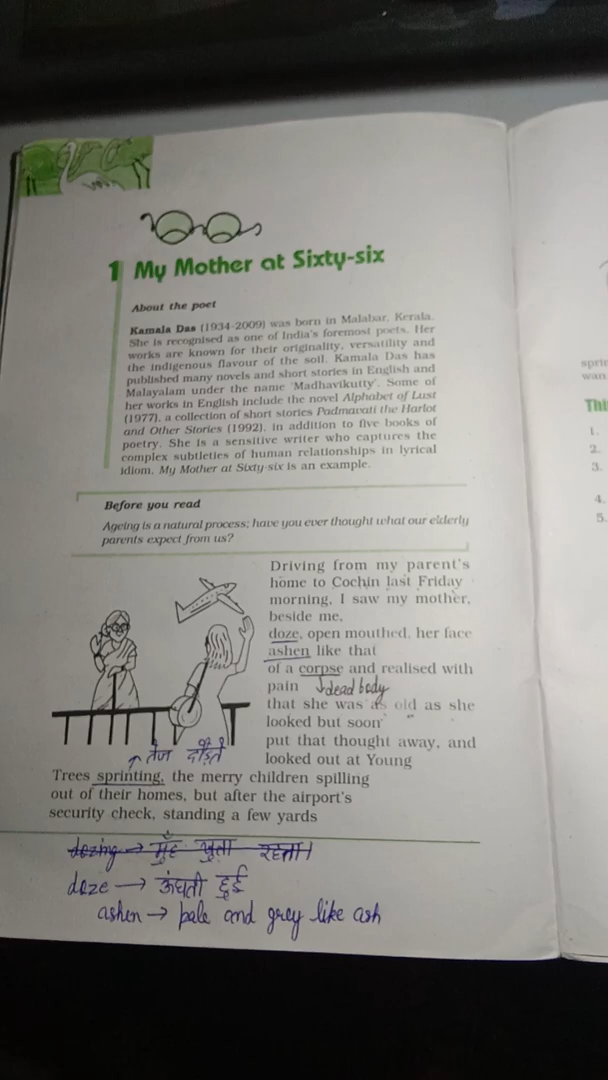 1 My Mother at Sixty-six
About the poet
Kamala Das (1934-2009) was born in Malabar, Kerala.
She is recognised as one of India's foremost poets. Her
works are known for their originality, versatility and
the indigenous flavour of the soil. Kamala Das has
published many novels and short stories in English and
Malayalam under the name 'Madhavikutty'. Some of
her works in English include the novel Alphabet of Lust
(1977), a collection of short stories Padmavati the Harlot
and Other Stories (1992), in addition to five books of
poetry. She is a sensitive writer who captures the
complex subtleties of human relationships in lyrical
idiom. My Mother at Sixty-six is an example.
Before you read
Ageing is a natural process; have you ever thought what our elderly
parents expect from us?
Driving from my parent's
home to Cochin last Friday
morning, I saw my mother,
beside me,
doze, open mouthed, her face
ashen like that
of a corpse and realised with
pain
dead body
that she was as old as she
looked but soon
put that thought away, and
looked out at Young
तेज दौड़ते
Trees sprinting, the merry children spilling
out of their homes, but after the airport's
security check, standing a few yards
dozing → मुँह खुला रहना।
doze → ऊंघती हुई
ashen → pale and grey like ash
sprin
wan
Thi
1.
2.
3.
4.
5.